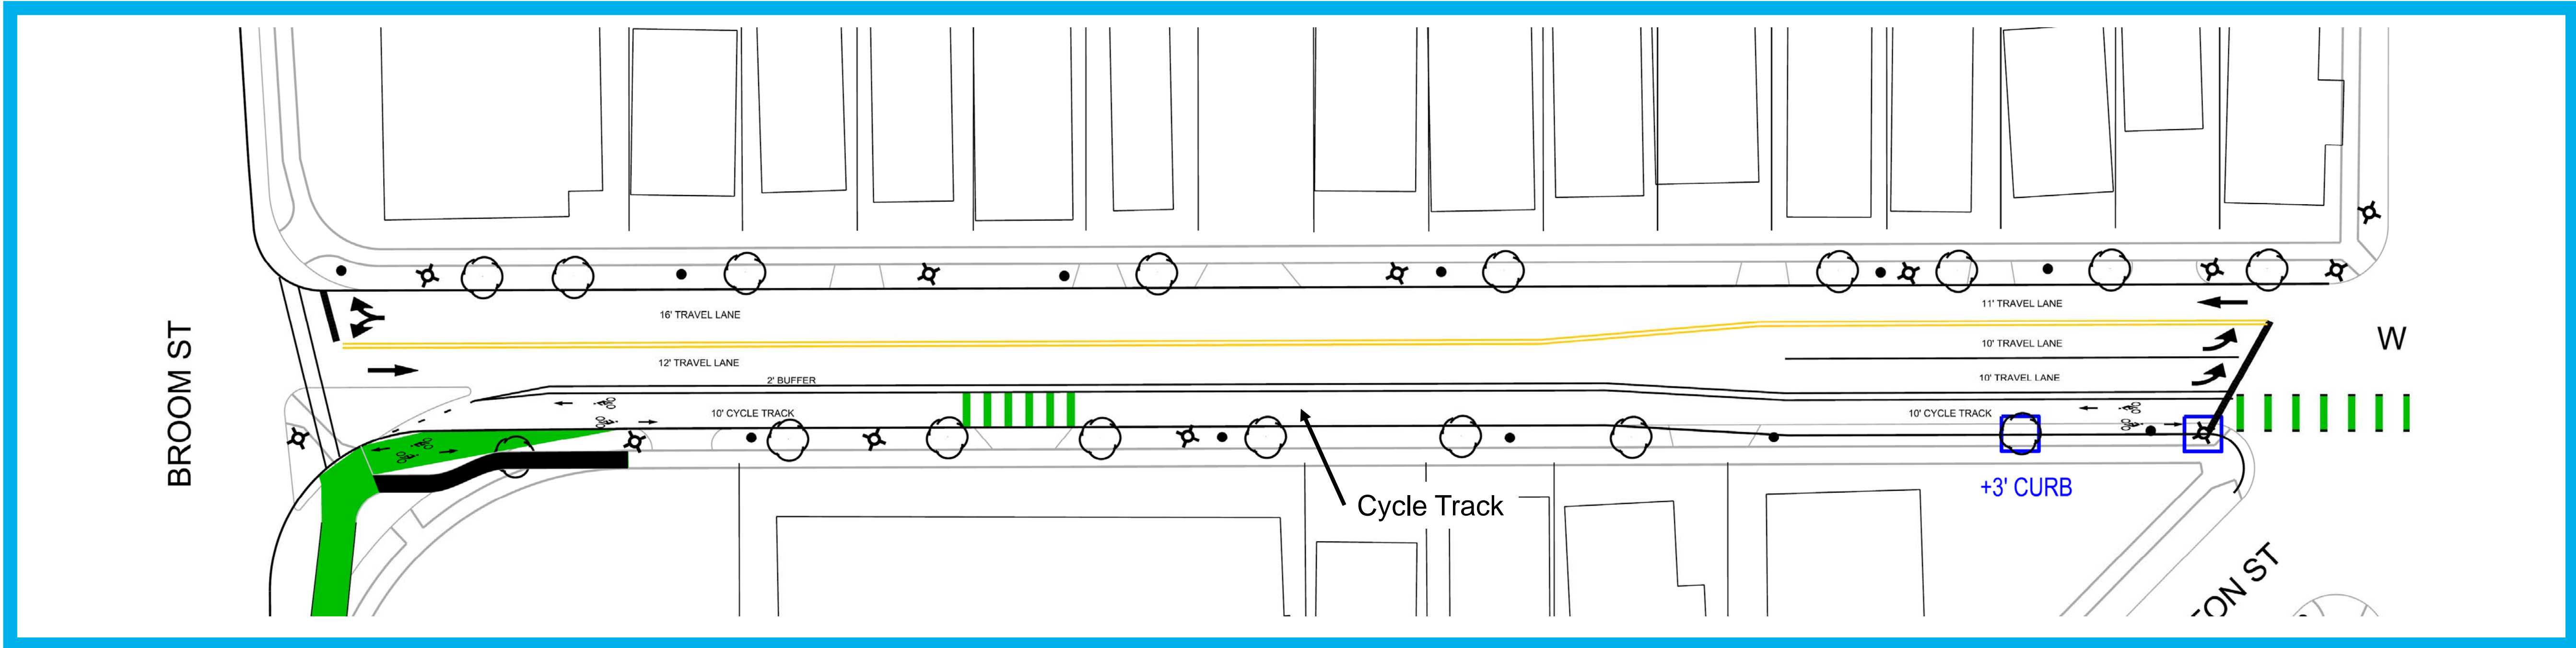 11' TRAVEL LANE
16' TRAVEL LANE
BROOM ST
W
10' TRAVEL LANE
12' TRAVEL LANE
2' BUFFER
10' TRAVEL LANE
10' CYCLE TRACK
10' CYCLE TRACK
+3' CURB
Cycle Track
ON ST